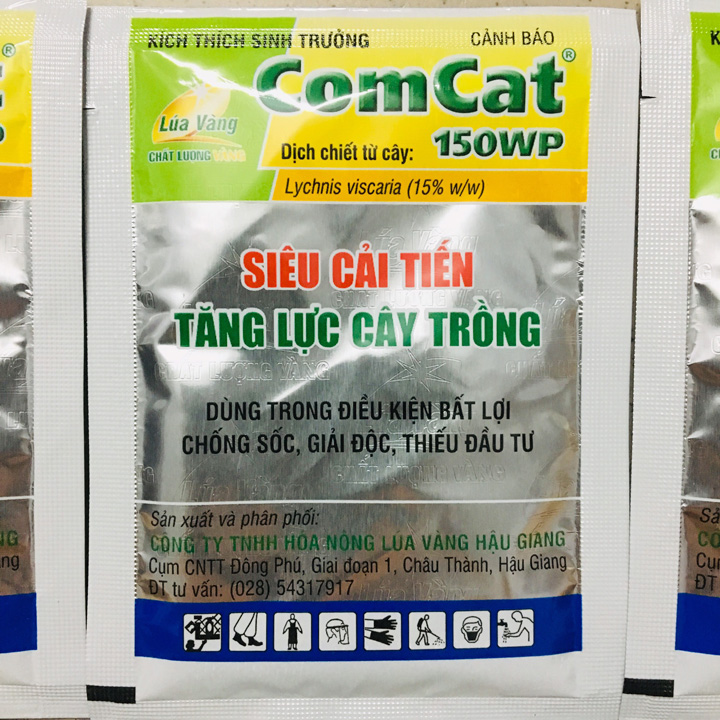 KÍCH THÍCH SINH TRƯỞNG
CẢNH BÁO
ComCat®
150WP
Lúa Vàng
CHẤT LƯỢNG VÀNG
Dịch chiết từ cây:
Lychnis viscaria (15% w/w)
SIÊU CẢI TIẾN
TĂNG LỰC CÂY TRỒNG
DÙNG TRONG ĐIỀU KIỆN BẤT LỢI
CHỐNG SỐC, GIẢI ĐỘC, THIẾU ĐẦU TƯ
Sản xuất và phân phối:
CÔNG TY TNHH HÓA NÔNG LÚA VÀNG HẬU GIANG
Cụm CNTT Đông Phú, Giai đoạn 1, Châu Thành, Hậu Giang
ĐT tư vấn: (028) 54317917